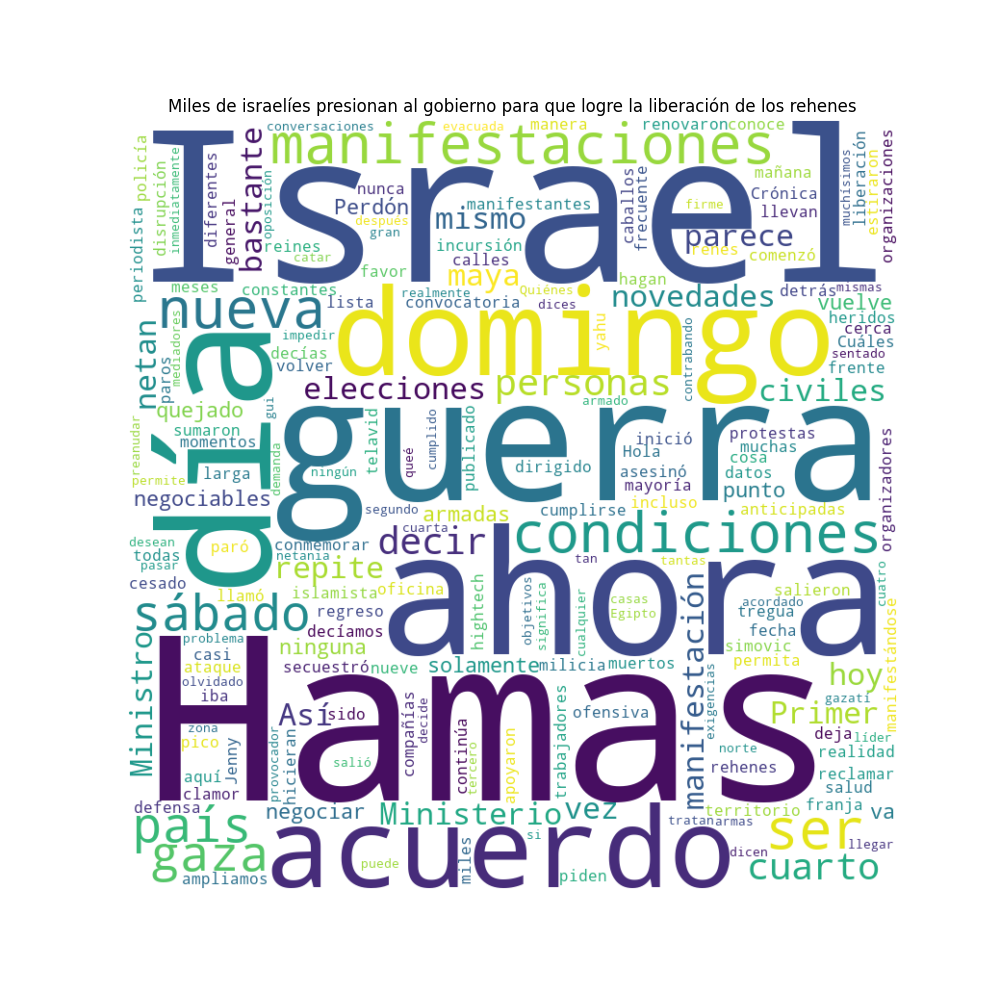 Miles de israelíes presionan al gobierno para que logre la liberación de los rehenes
conversaciones
evacuada
manera
renovaron
conoce
policía
disrupción
inmediatamente
diferentes
general
bastante
oposición
manifestaciones
Israel
nunca
Perdón
después
gran
mismo
manifestantes
incursión
calles
maya
caballos
frecuente
firme
parece
mañana
Crónica
llevan
renes
comenzó
muchísimos
liberación
estiraron
organizaciones
periodista
reines
catar
favor
hagan
meses
constantes
lista
realmente
convocatoria
Quiénes
dices
novedades
detrás
mismas
vuelve
heridos
cerca
Cuáles
sentado
frente
nueva
netan
paros
mediadores
día
impedir
decías
volver
domingo
yahu
contrabando
elecciones
personas
armado
civiles
quejado
sumaron
momentos
gui
larga
demanda
ningún
telavid
queé
cumplido
publicado
dirigido
guerra
inició
Hola
asesinó
mayoría
protestas
muchas
cosa
datos
punto
preanudar
permite
negociables
segundo
cuarta
armadas
cumplirse
incluso
anticipadas
organizadores
desean
todas
pasar
cesado
paró
llamó
conmemorar
netania
repite
decir
condiciones
tan
tantas
ahora
islamista
oficina
hightech
objetivos
significa
cualquier
casas
Egipto
manifestación
salieron
acordado
tregua
fecha
simovic
permita
cuatro
manifestándose
sábado
regreso
decíamos
ninguna
Ministro
problema
casi
ataque
olvidado
iba
secuestró
nueve
solamente
milicia
muertos
hoy
gazatí
Hamas
zona
pico
aquí
clamor
Jenny
provocador
hicieran
Así
sido
salió
compañías
decide
continúa
tercero
apoyaron
trabajadores
ofensiva
exigencias
norte
rehenes
Primer
deja
líder
realidad
reclamar
salud
franja
va
defensa
negociar
Ministerio
vez
territorio
país
gaza
ampliamos
acuerdo
puede
miles
si
piden
tratan
armas
dicen
ser
llegar
cuarto